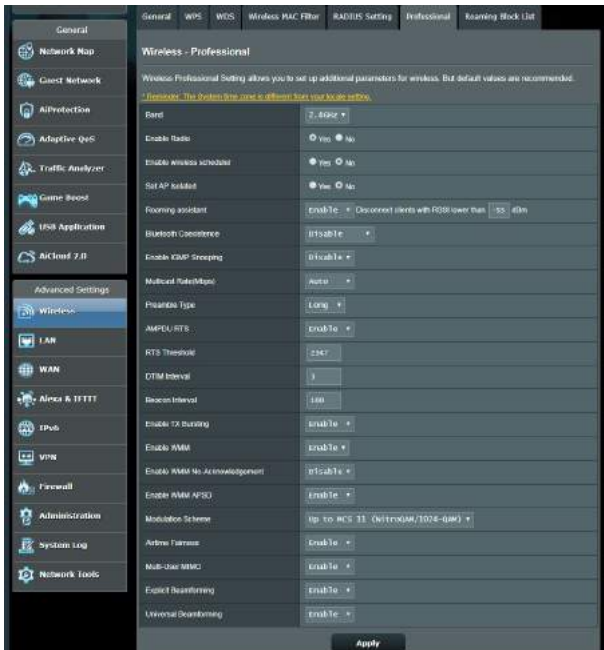 General WPS WDS Wireless MAC Filter RADIUS Setting Professional Roaming Block List
General
Network Map
Guest Network
AiProtection
Adaptive QoS
Traffic Analyzer
Game Boost
USB Application
AiCloud 2.0
Advanced Settings
Wireless
LAN
WAN
Alexa & IFTTT
IPv6
VPN
Firewall
Administration
System Log
Network Tools
Wireless - Professional
Wireless Professional Setting allows you to set up additional parameters for wireless. But default values are recommended.
* Reminder: The System time zone is different from your locale setting.
Band 2.4GHz
Enable Radio Yes No
Enable wireless scheduler Yes No
Set AP Isolated Yes No
Roaming assistant Enable Disconnect clients with RSSI lower than -55 dBm
Bluetooth Coexistence Disable
Enable IGMP Snooping Disable
Multicast Rate(Mbps) Auto
Preamble Type Long
AMPDU RTS Enable
RTS Threshold 2347
DTIM Interval 3
Beacon Interval 100
Enable TX Bursting Enable
Enable WMM Enable
Enable WMM No-Acknowledgement Disable
Enable WMM APSD Enable
Modulation Scheme Up to MCS 11 (NitroQAM/1024-QAM)
Airtime Fairness Enable
Multi-User MIMO Enable
Explicit Beamforming Enable
Universal Beamforming Enable
Apply